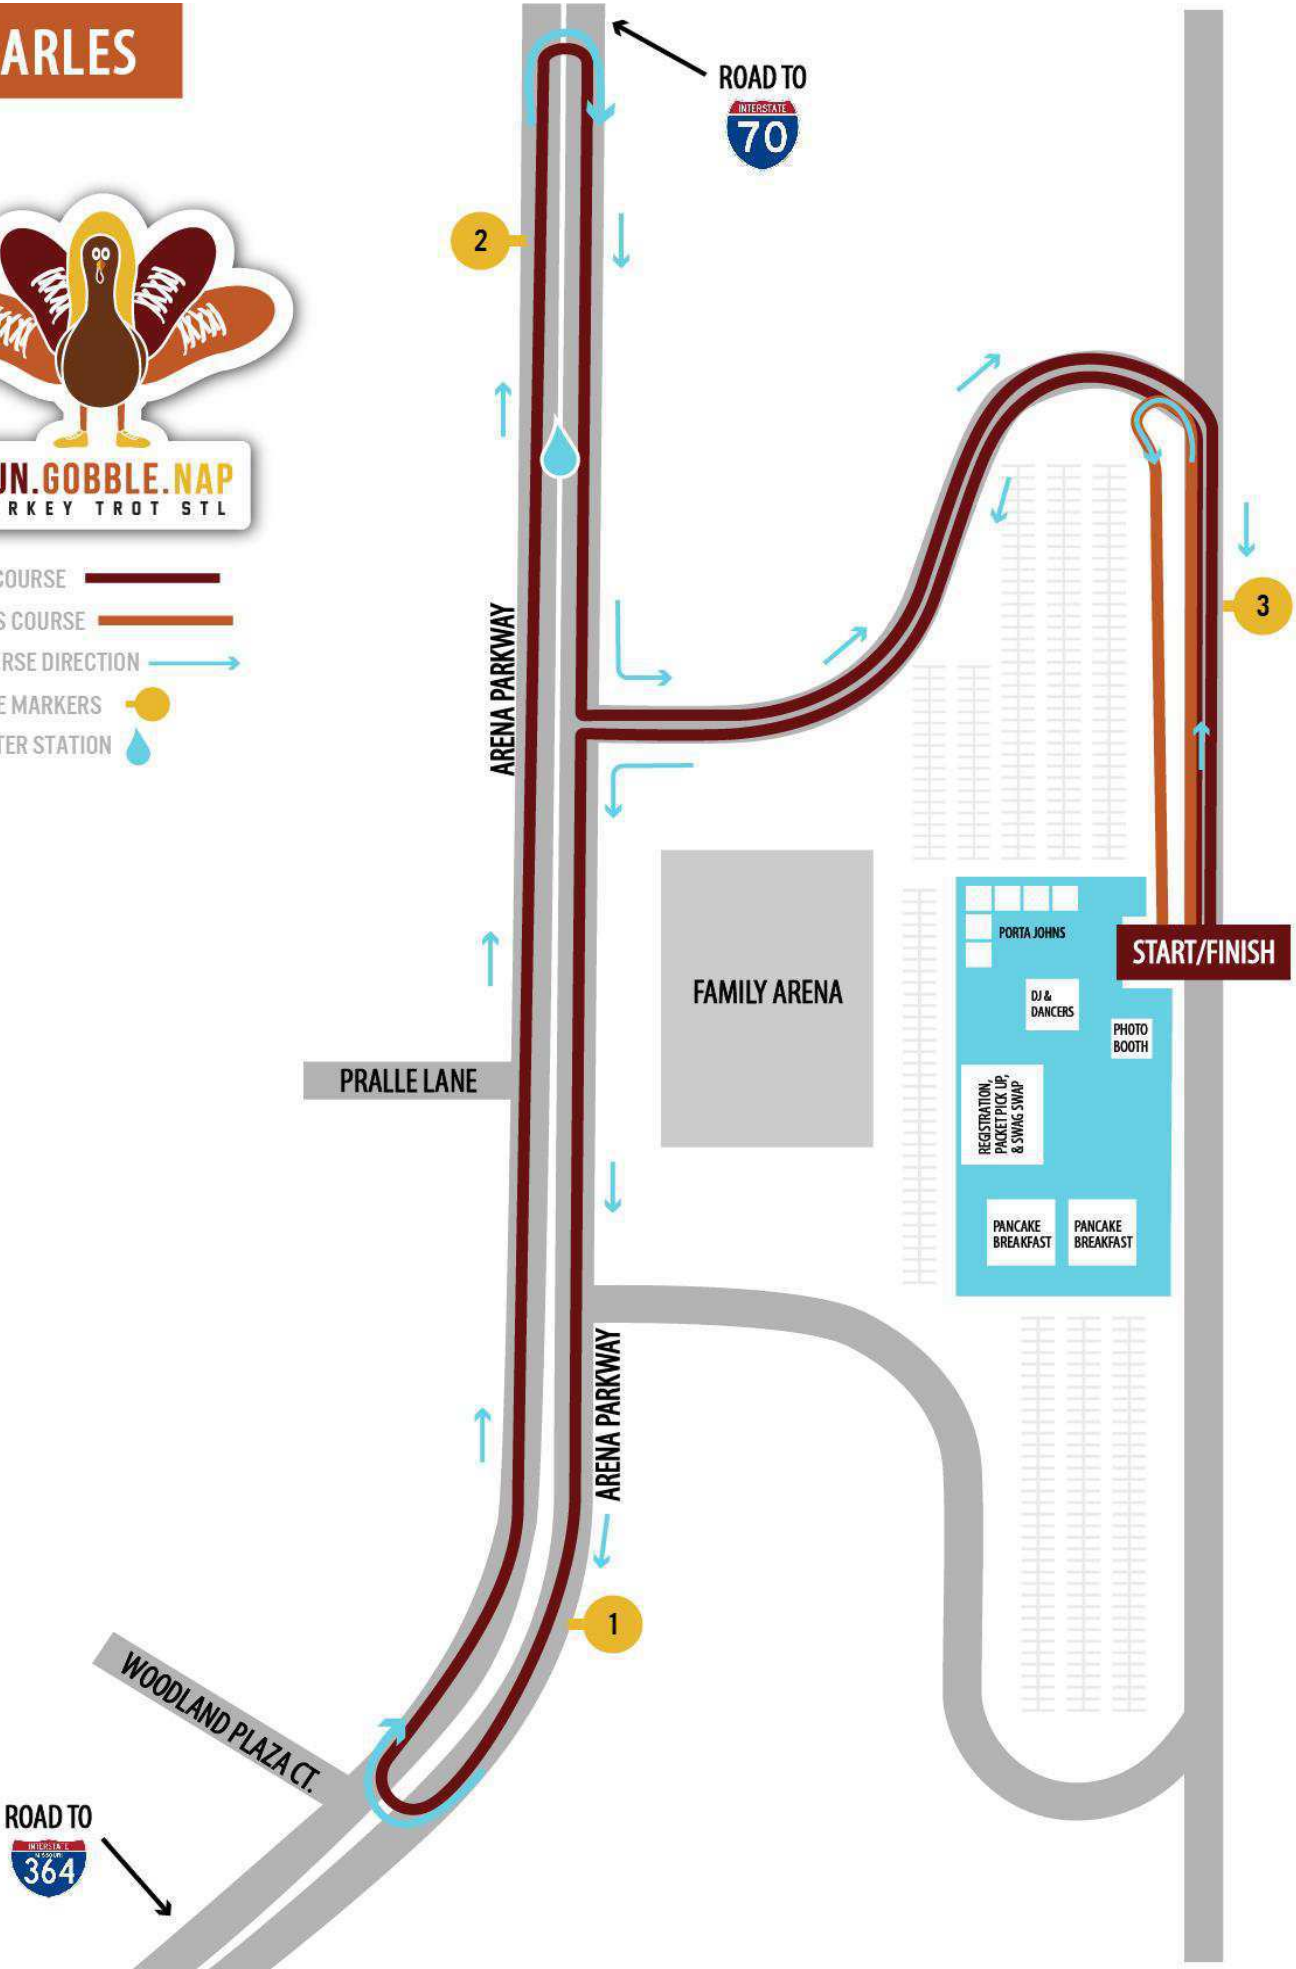 ARLES
ROAD TO
INTERSTATE
70
2
UN.GOBBLE.NAP
RKEY TROT STL
COURSE
S COURSE
RSE DIRECTION
E MARKERS
TER STATION
ARENA PARKWAY
3
PORTA JOHNS
START/FINISH
FAMILY ARENA
DJ &
DANCERS
PHOTO
BOOTH
PRALLE LANE
REGISTRATION,
PACKET PICK UP,
& SWAG SWAP
PANCAKE
BREAKFAST
PANCAKE
BREAKFAST
ARENA PARKWAY
1
WOODLAND PLAZA CT.
ROAD TO
INTERSTATE
MISSOURI
364